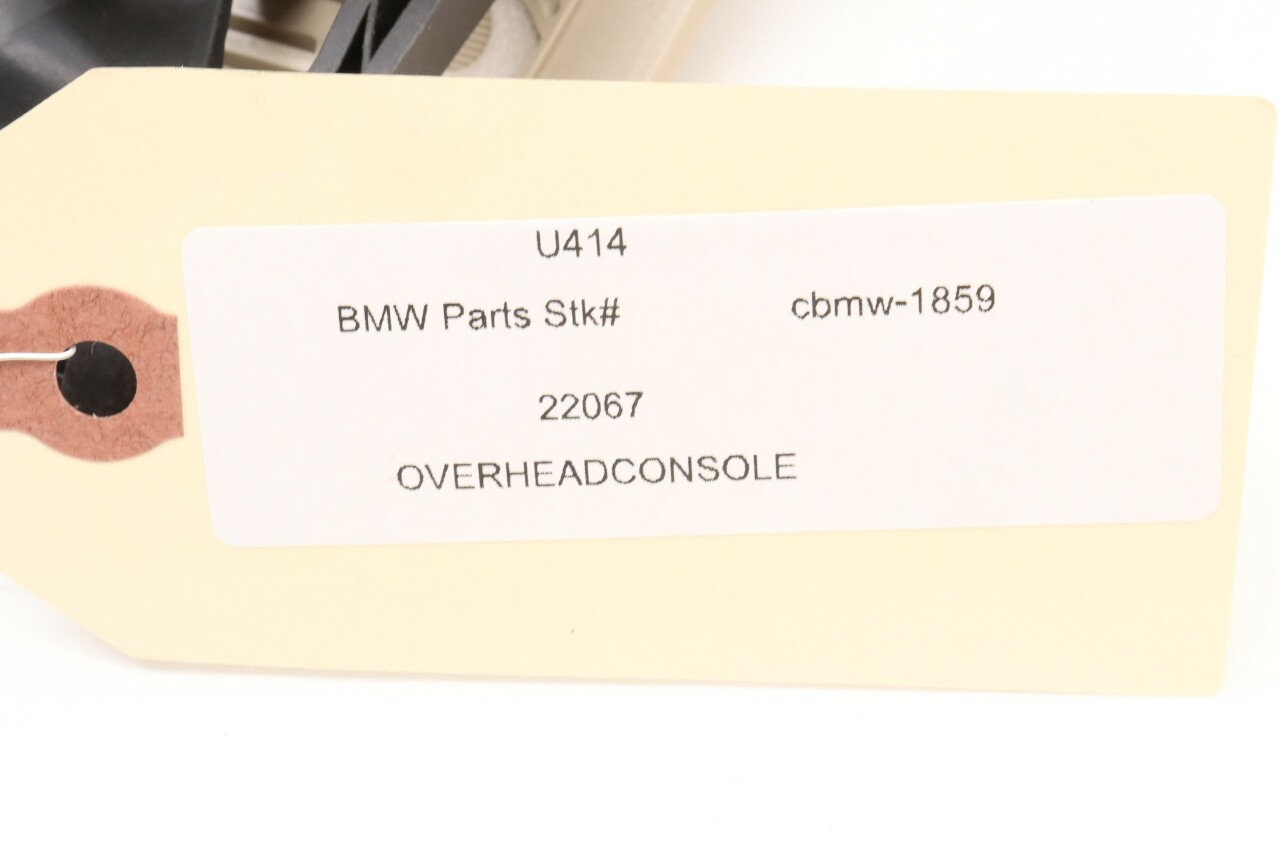 U414
BMW Parts Stk# cbmw-1859
22067
OVERHEADCONSOLE